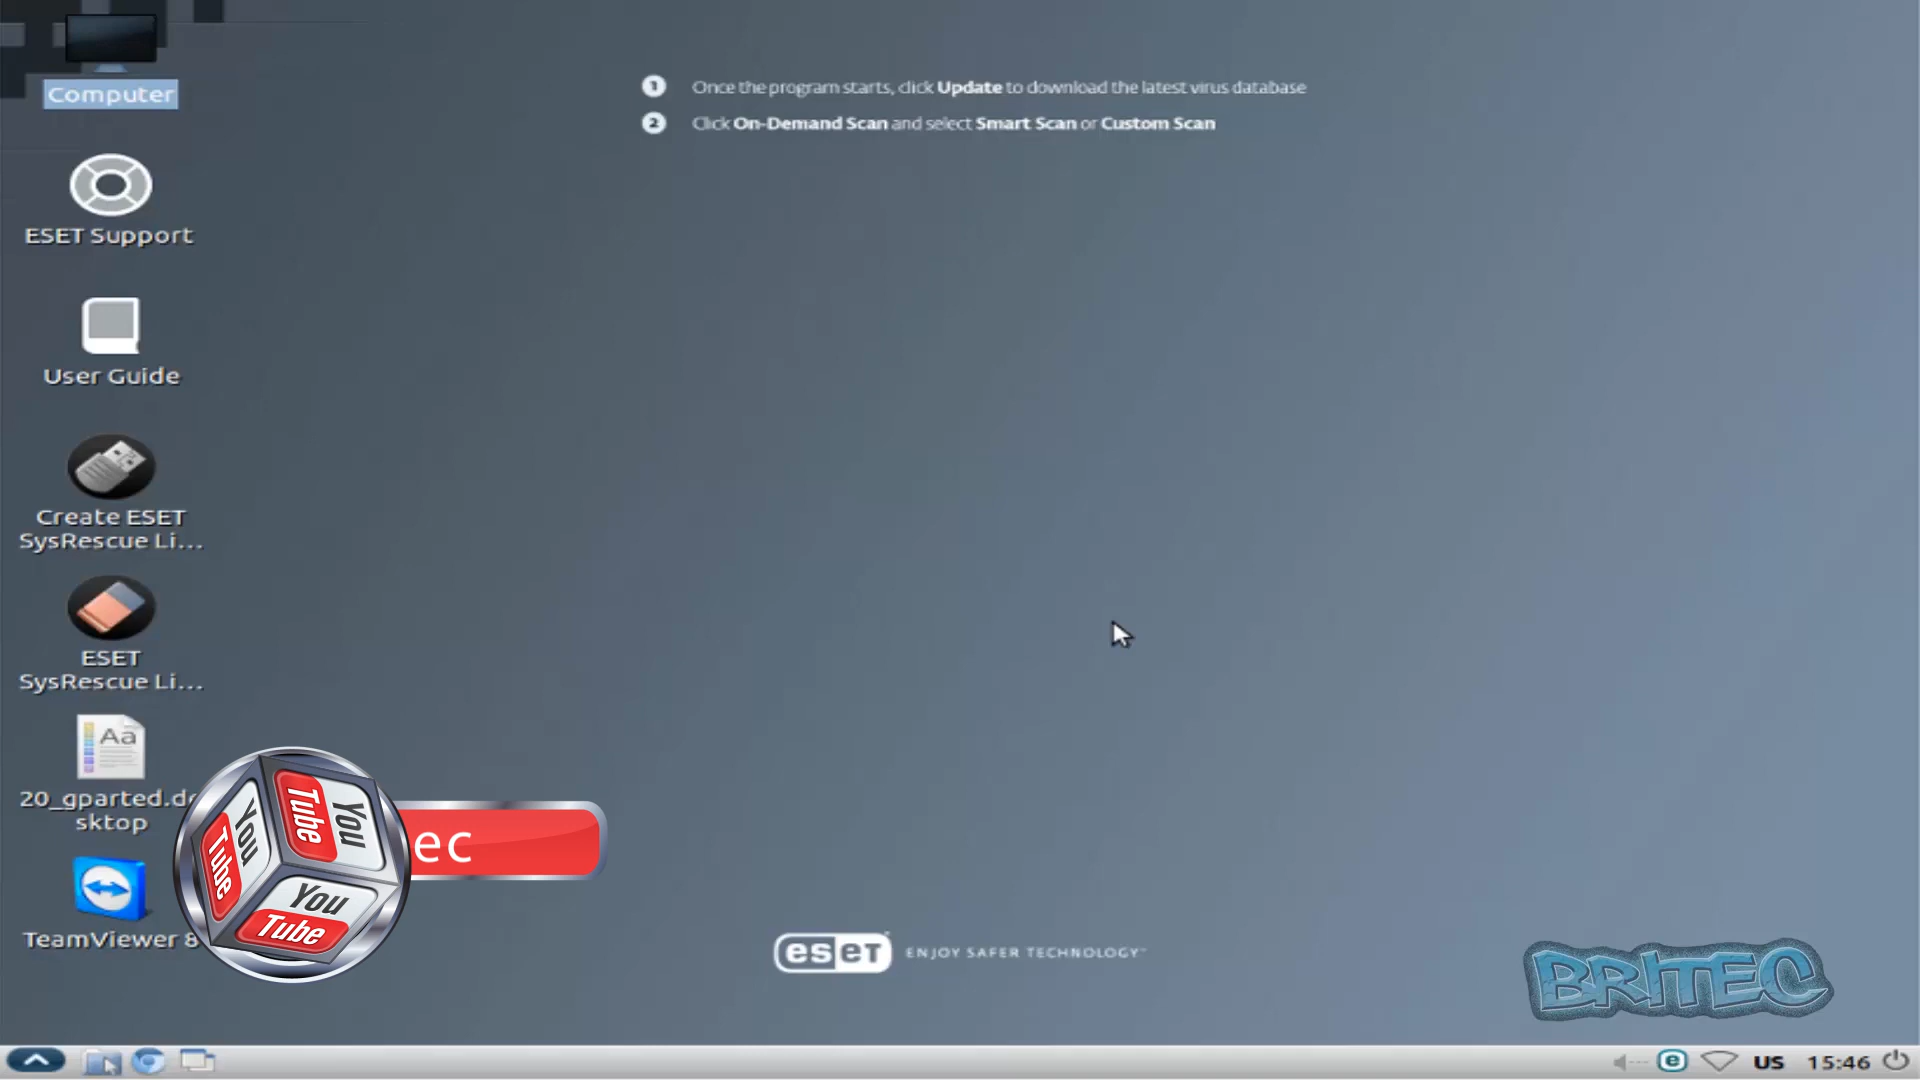 Computer
1 Once the program starts, click Update to download the latest virus database
2 Click On-Demand Scan and select Smart Scan or Custom Scan
ESET Support
User Guide
Create ESET
SysRescue Li...
ESET
SysRescue Li...
Aa
20_gparted.de
sktop
TeamViewer 8
You
Tube
You
Tube
You
Tube
ec
eset ENJOY SAFER TECHNOLOGY™
BRITEC
e US 15:46